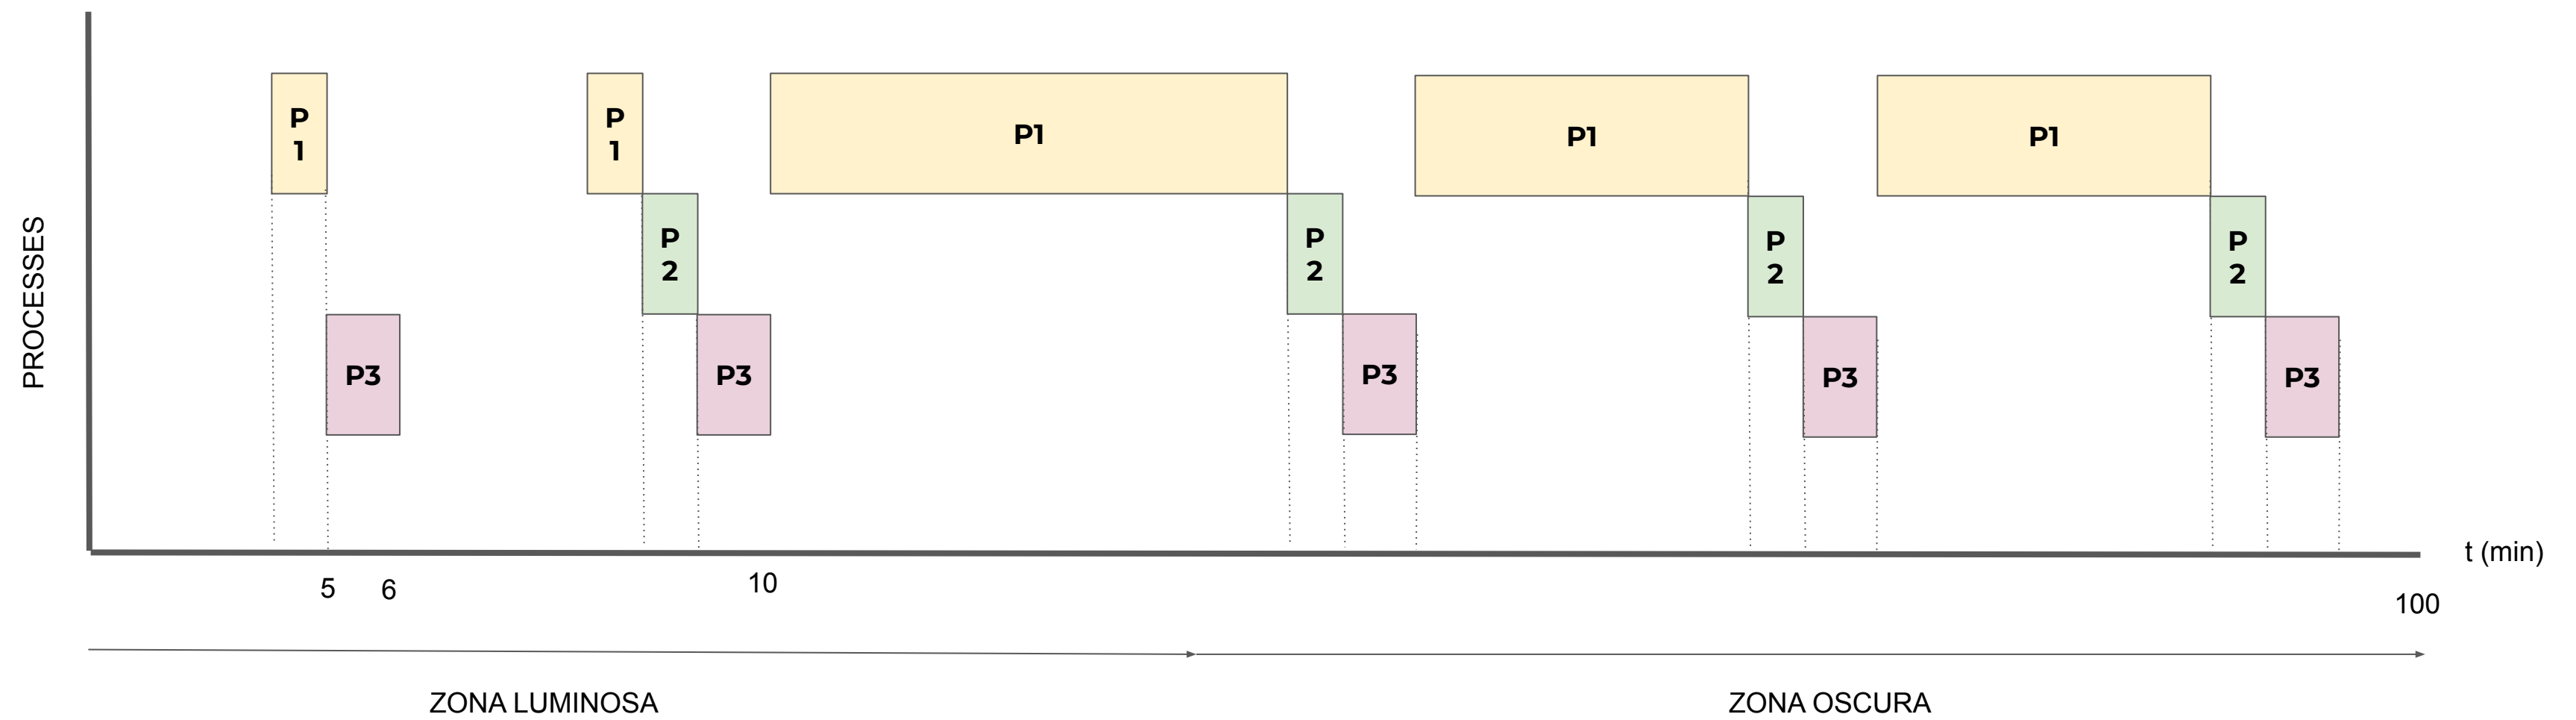 PROCESSES
P
1
P
1
P1
P1
P1
P
2
P
2
P
2
P
2
P3
P3
P3
P3
P3
t (min)
5
6
10
100
ZONA LUMINOSA
ZONA OSCURA